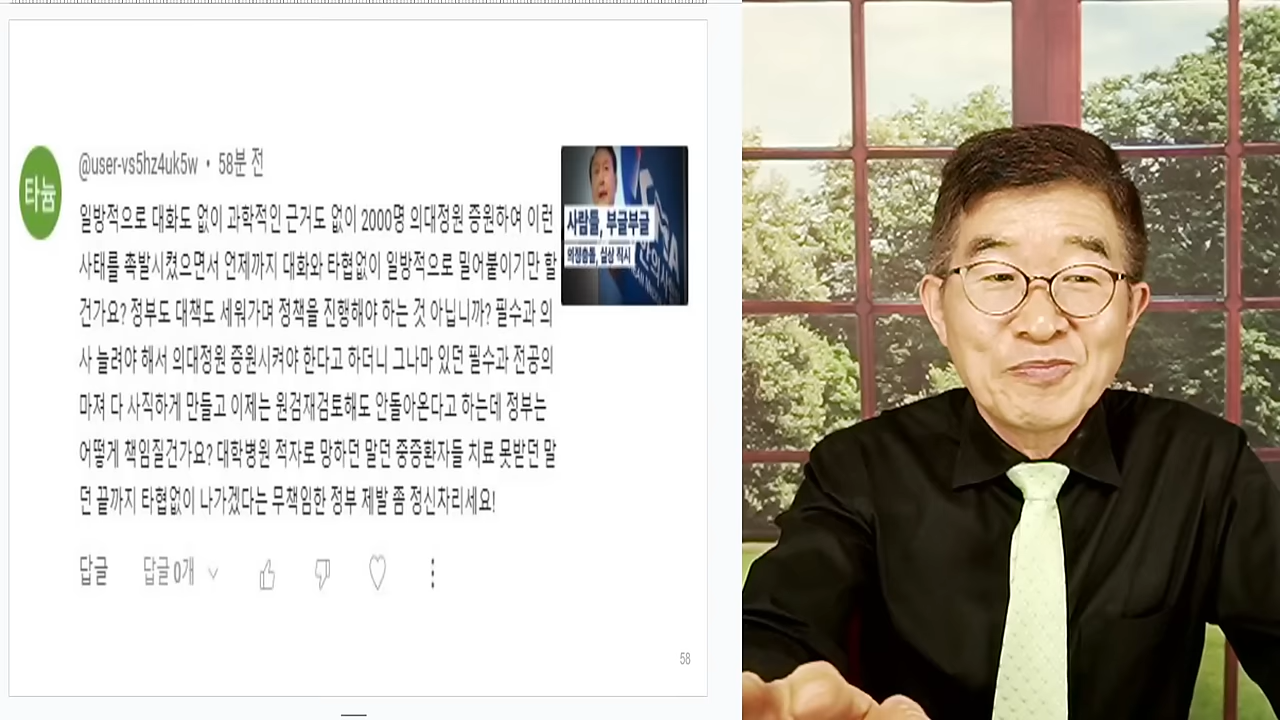 타눔
@user-vs5hz4uk5w • 58분 전
일방적으로 대화도 없이 과학적인 근거도 없이 2000명 의대정원 증원하여 이런
사태를 촉발시켰으면서 언제까지 대화와 타협없이 일방적으로 밀어붙이기만 할
건가요? 정부도 대책도 세워가며 정책을 진행해야 하는 것 아닙니까? 필수과 의
사 늘려야 해서 의대정원 증원시켜야 한다고 하더니 그나마 있던 필수과 전공의
마져 다 사직하게 만들고 이제는 원검재검토해도 안돌아온다고 하는데 정부는
어떻게 책임질건가요? 대학병원 적자로 망하던 말던 중증환자들 치료 못받던 말
던 끝까지 타협없이 나가겠다는 무책임한 정부 제발 좀 정신차리세요!
사람들, 부글부글
의정충돌, 실상 직시
답글 답글 0개
58